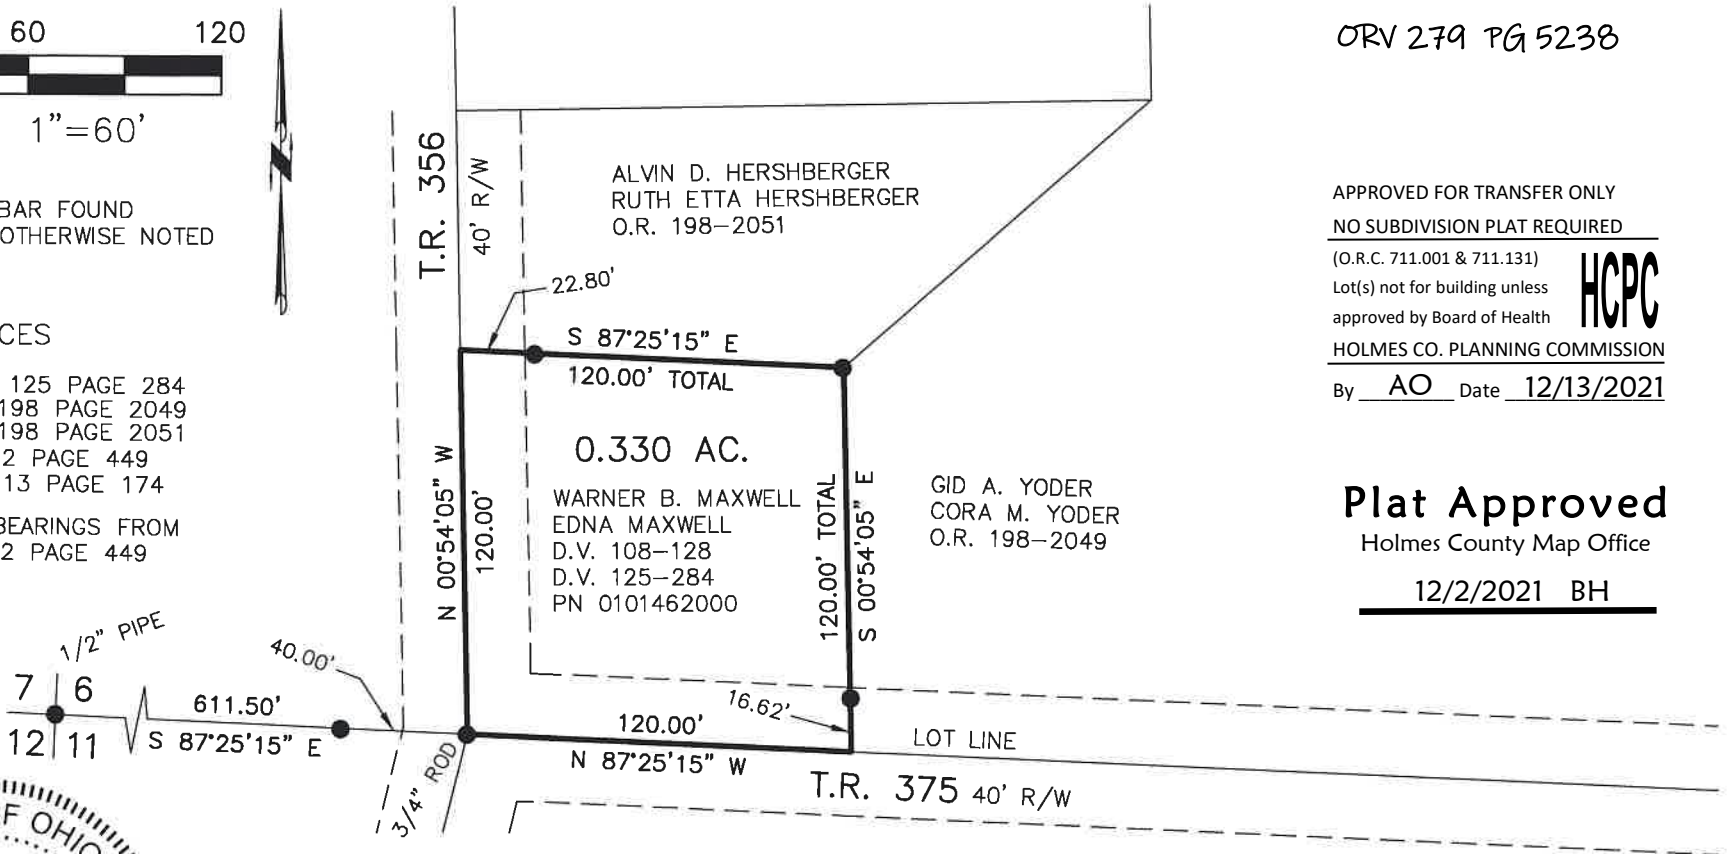 60 120
1"=60'
BAR FOUND
OTHERWISE NOTED
CES
125 PAGE 284
198 PAGE 2049
198 PAGE 2051
2 PAGE 449
13 PAGE 174
BEARINGS FROM
2 PAGE 449
N
T.R. 356
40' R/W
ALVIN D. HERSHBERGER
RUTH ETTA HERSHBERGER
O.R. 198-2051
22.80'
S 87°25'15" E
120.00' TOTAL
0.330 AC.
WARNER B. MAXWELL
EDNA MAXWELL
D.V. 108-128
D.V. 125-284
PN 0101462000
N 00°54'05" W
120.00'
120.00' TOTAL
S 00°54'05" E
GID A. YODER
CORA M. YODER
O.R. 198-2049
1/2" PIPE
7 6
12 11
611.50'
S 87°25'15" E
40.00'
3/4" ROD
120.00'
N 87°25'15" W
16.62'
LOT LINE
T.R. 375 40' R/W
F OHIO
ORV 279 PG 5238
APPROVED FOR TRANSFER ONLY
NO SUBDIVISION PLAT REQUIRED
(O.R.C. 711.001 & 711.131)
Lot(s) not for building unless
approved by Board of Health
HCPC
HOLMES CO. PLANNING COMMISSION
By AO Date 12/13/2021
Plat Approved
Holmes County Map Office
12/2/2021 BH